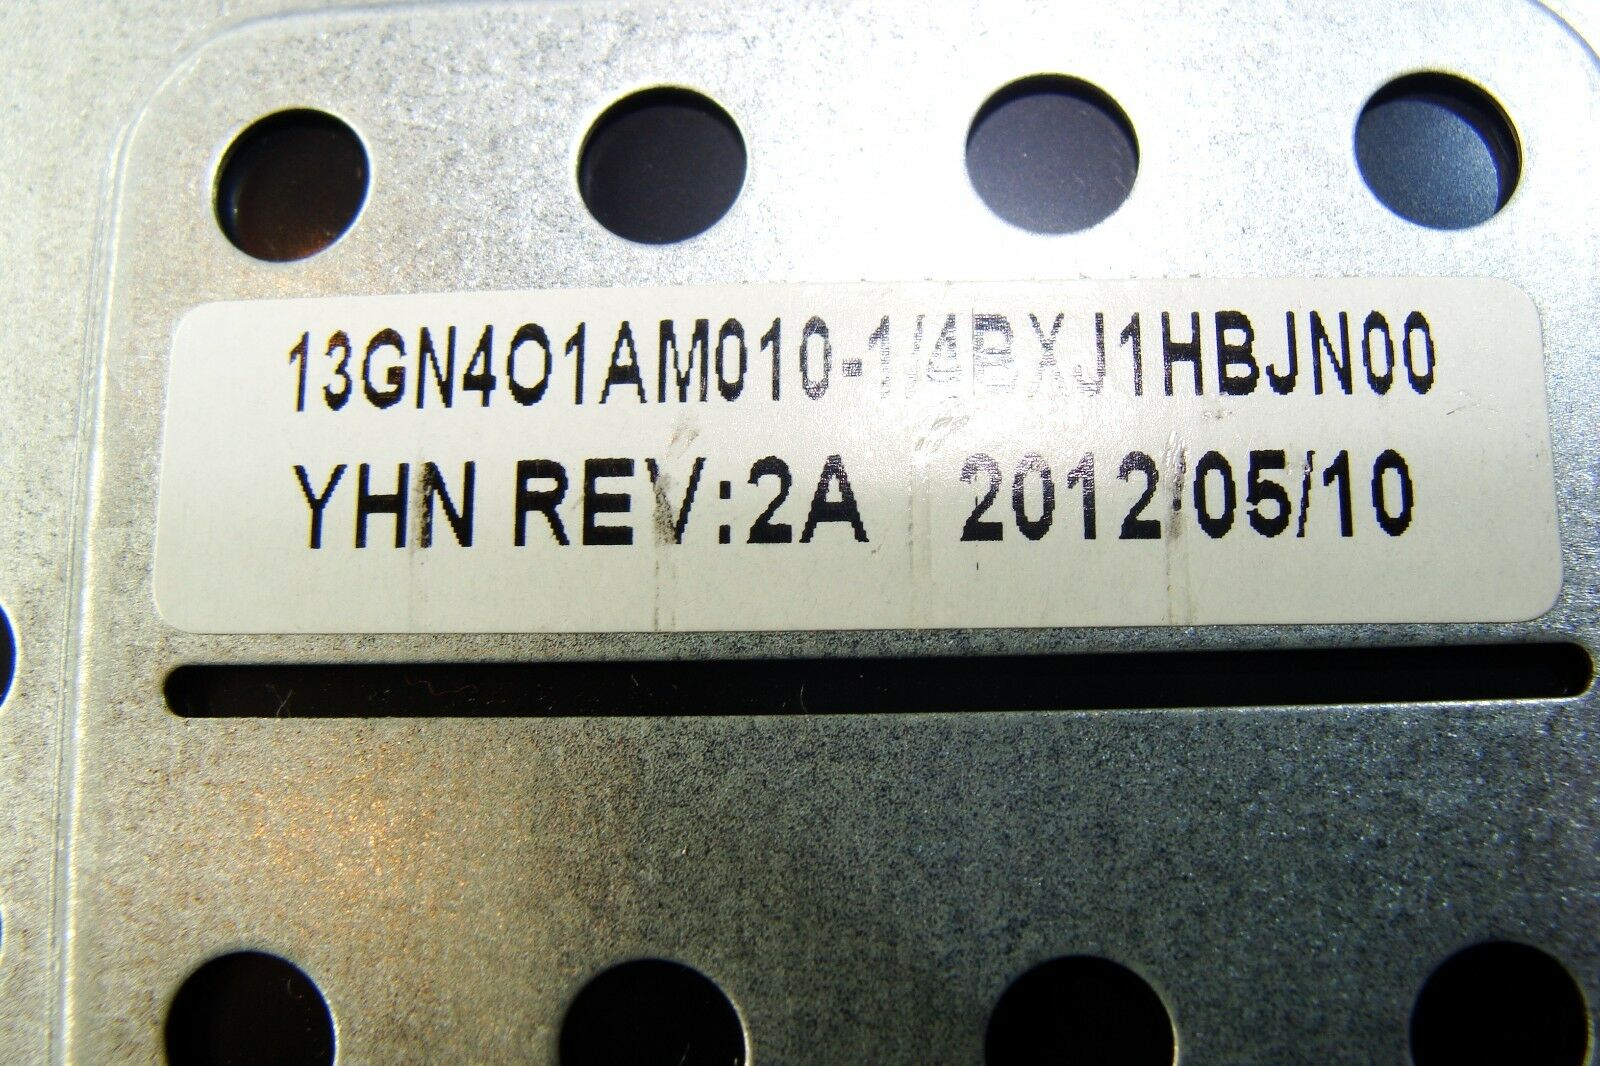 13GN4O1AM010-1/4BXJ1HBJN00
YHN REV:2A 2012/05/10